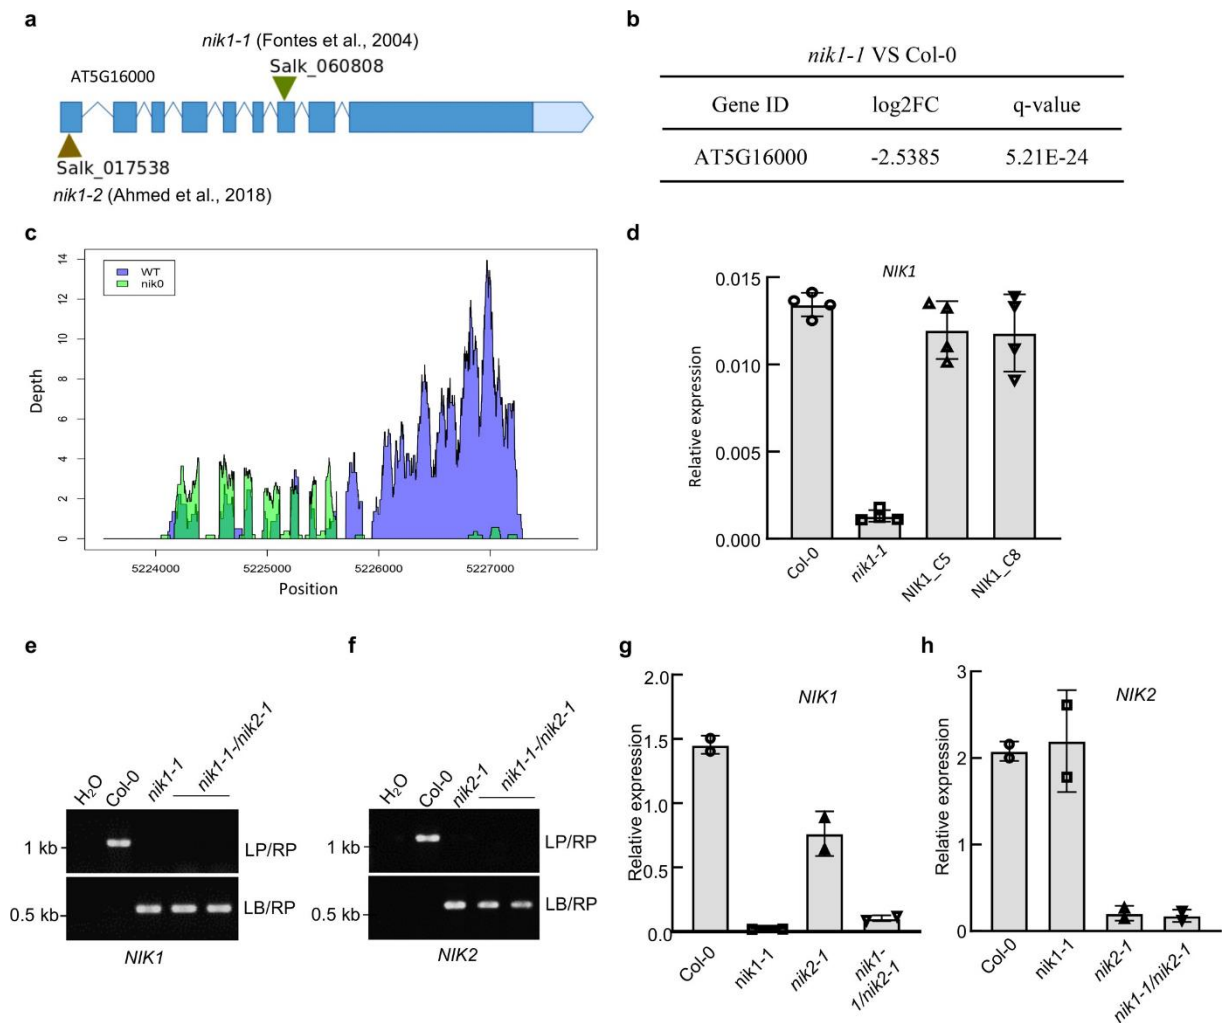 a
nik1-1 (Fontes et al., 2004)
Salk_060808
AT5G16000
Salk_017538
nik1-2 (Ahmed et al., 2018)
b
nik1-1 VS Col-0
Gene ID log2FC q-value
AT5G16000 -2.5385 5.21E-24
c
WT
nik0
14
12
10
8
6
4
2
0
Depth
5224000 5225000 5226000 5227000
Position
d
NIK1
0.015
0.010
0.005
0.000
Relative expression
Col-0 nik1-1 NIK1_C5 NIK1_C8
e
H2O Col-0 nik1-1 nik1-1-/nik2-1
1 kb LP/RP
0.5 kb LB/RP
NIK1
f
H2O Col-0 nik2-1 nik1-1-/nik2-1
1 kb LP/RP
0.5 kb LB/RP
NIK2
g
NIK1
2.0
1.5
1.0
0.5
0.0
Relative expression
Col-0 nik1-1 nik2-1 nik1-
1/nik2-1
h
NIK2
3
2
1
0
Relative expression
Col-0 nik1-1 nik2-1 nik1-1/nik2-1